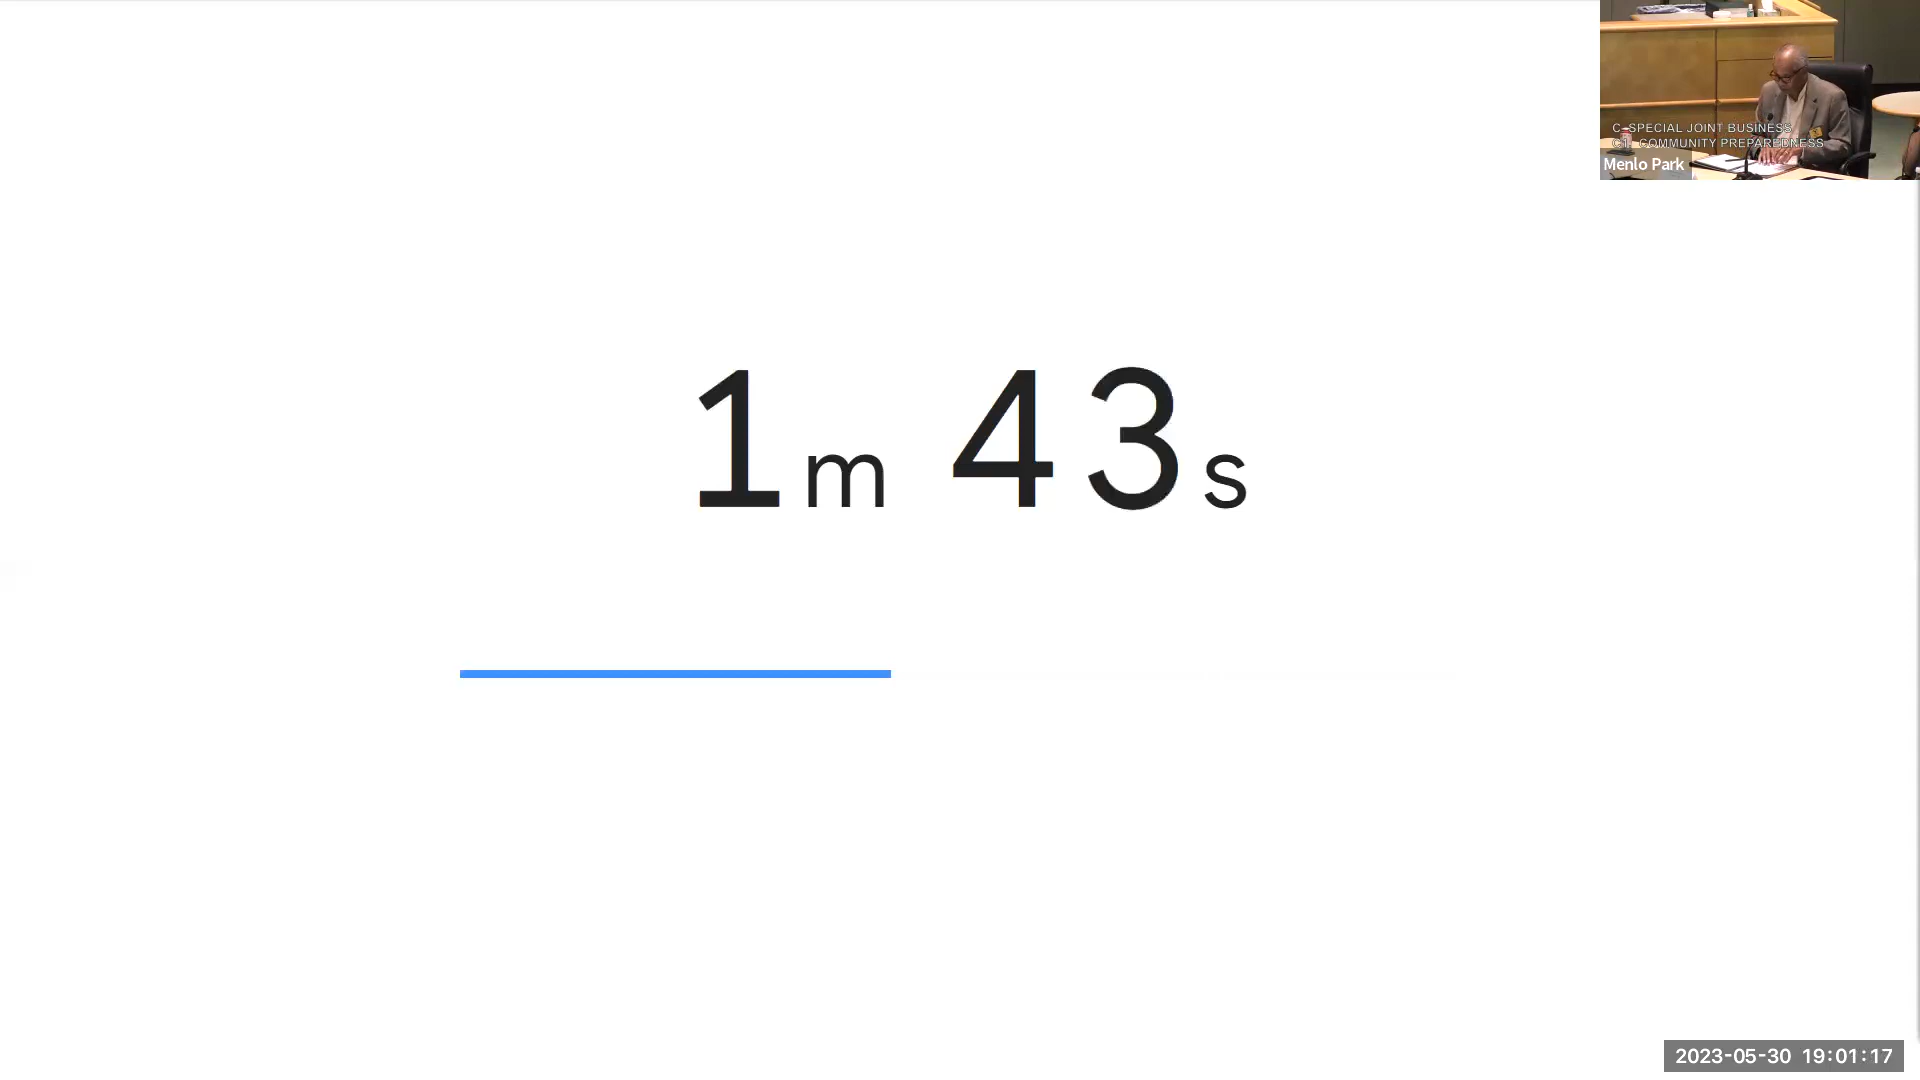 C. SPECIAL JOINT BUSINESS
C1. COMMUNITY PREPAREDNESS
Menlo Park
1m 43s
2023-05-30 19:01:17